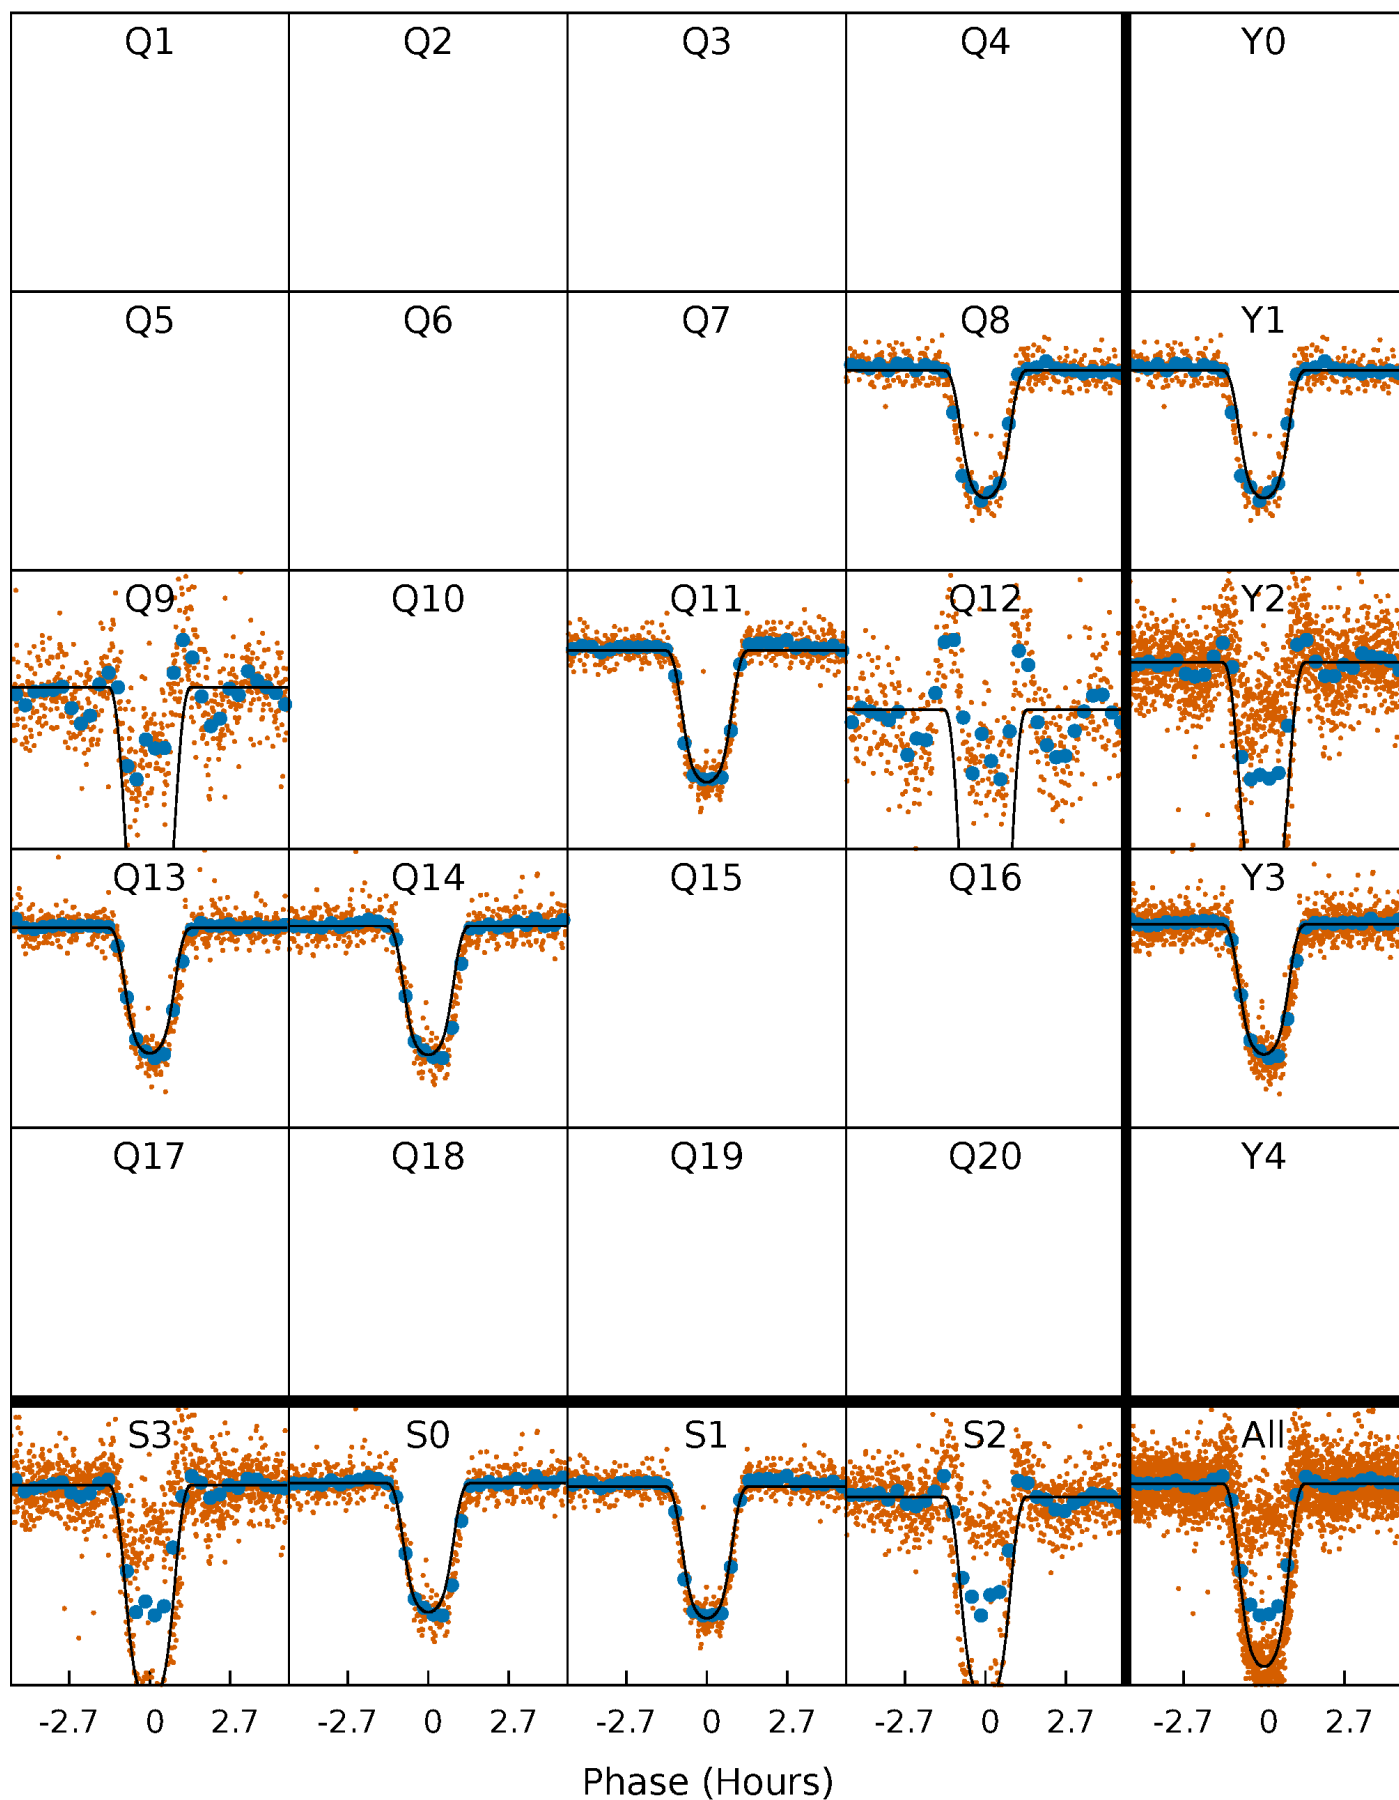 Q1 Q2 Q3 Q4 Y0
Q5 Q6 Q7 Q8 Y1
Q9 Q10 Q11 Q12 Y2
Q13 Q14 Q15 Q16 Y3
Q17 Q18 Q19 Q20 Y4
S3 S0 S1 S2 All
-2.7 0 2.7 -2.7 0 2.7 -2.7 0 2.7 -2.7 0 2.7 -2.7 0 2.7
Phase (Hours)